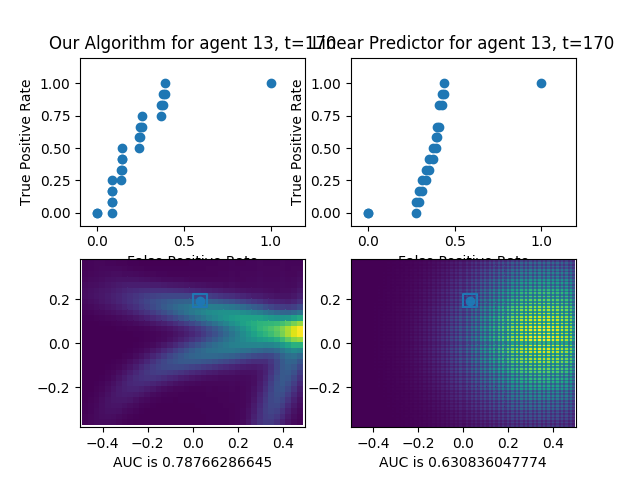 Our Algorithm for agent 13, t=170
Linear Predictor for agent 13, t=170
True Positive Rate
1.00
0.75
0.50
0.25
0.00
0.0 0.5 1.0
False Positive Rate
True Positive Rate
1.00
0.75
0.50
0.25
0.00
0.0 0.5 1.0
False Positive Rate
0.2
0.0
−0.2
−0.4 −0.2 0.0 0.2 0.4
AUC is 0.78766286645
0.2
0.0
−0.2
−0.4 −0.2 0.0 0.2 0.4
AUC is 0.630836047774